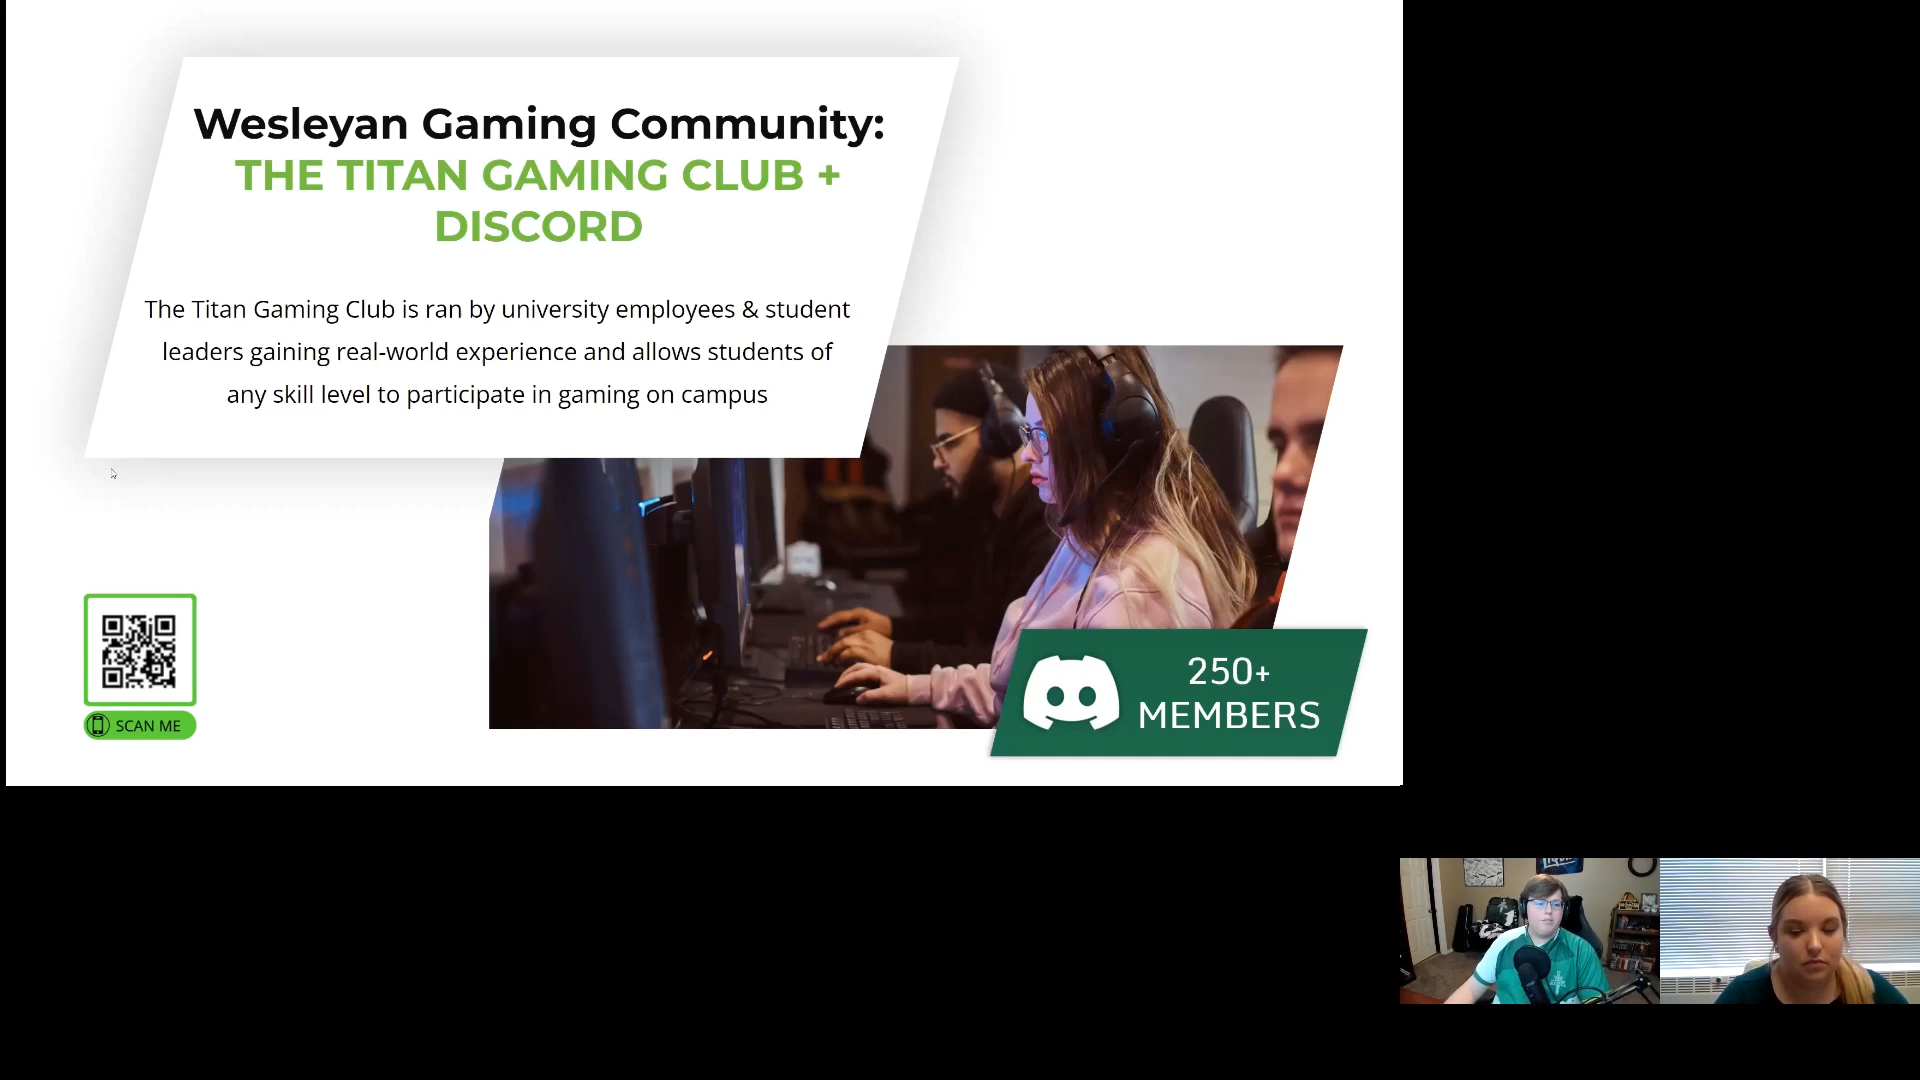 Wesleyan Gaming Community:
THE TITAN GAMING CLUB +
DISCORD
The Titan Gaming Club is ran by university employees & student
leaders gaining real-world experience and allows students of
any skill level to participate in gaming on campus
SCAN ME
250+
MEMBERS